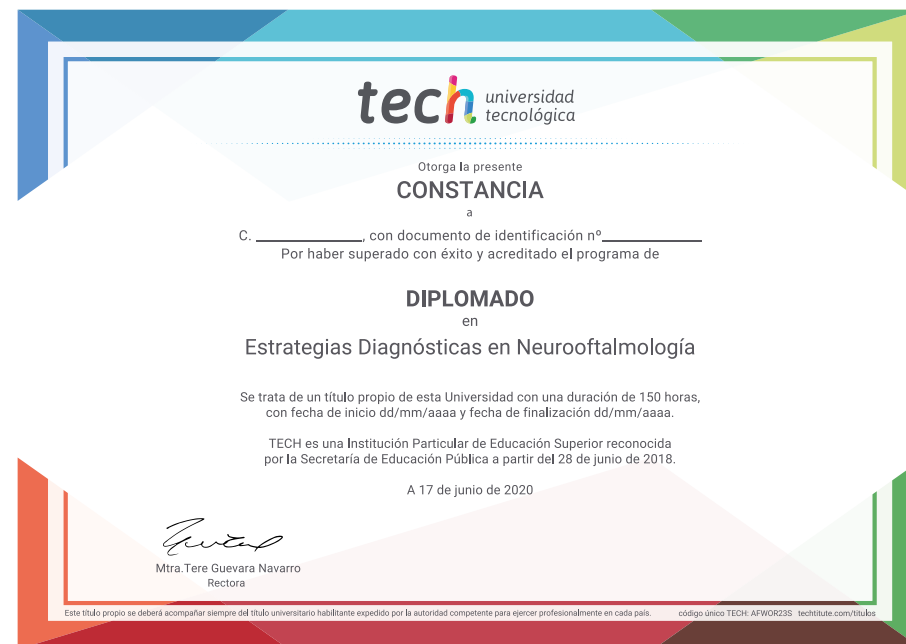 tech universidad
tecnológica
Otorga la presente
CONSTANCIA
a
C. ____________, con documento de identificación nº____________
Por haber superado con éxito y acreditado el programa de
DIPLOMADO
en
Estrategias Diagnósticas en Neurooftalmología
Se trata de un título propio de esta Universidad con una duración de 150 horas,
con fecha de inicio dd/mm/aaaa y fecha de finalización dd/mm/aaaa.
TECH es una Institución Particular de Educación Superior reconocida
por la Secretaría de Educación Pública a partir del 28 de junio de 2018.
A 17 de junio de 2020
Mtra.Tere Guevara Navarro
Rectora
Este título propio se deberá acompañar siempre del título universitario habilitante expedido por la autoridad competente para ejercer profesionalmente en cada país. código único TECH: AFWOR23S techtitute.com/titulos